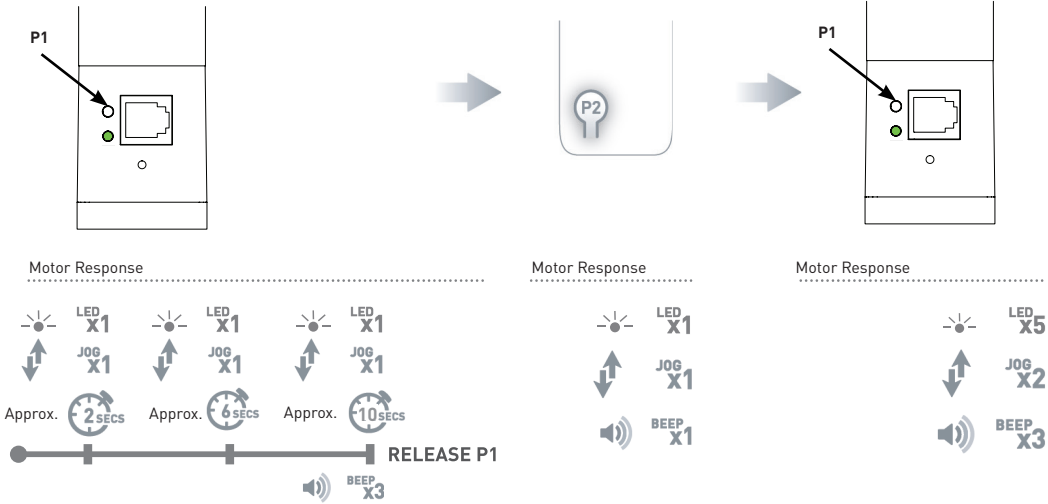 P1
P2
P1
Motor Response
LED x1
JOG x1
Approx. 2 SECS
LED x1
JOG x1
Approx. 6 SECS
LED x1
JOG x1
Approx. 10 SECS
RELEASE P1
BEEP x3
Motor Response
LED x1
JOG x1
BEEP x1
Motor Response
LED x5
JOG x2
BEEP x3